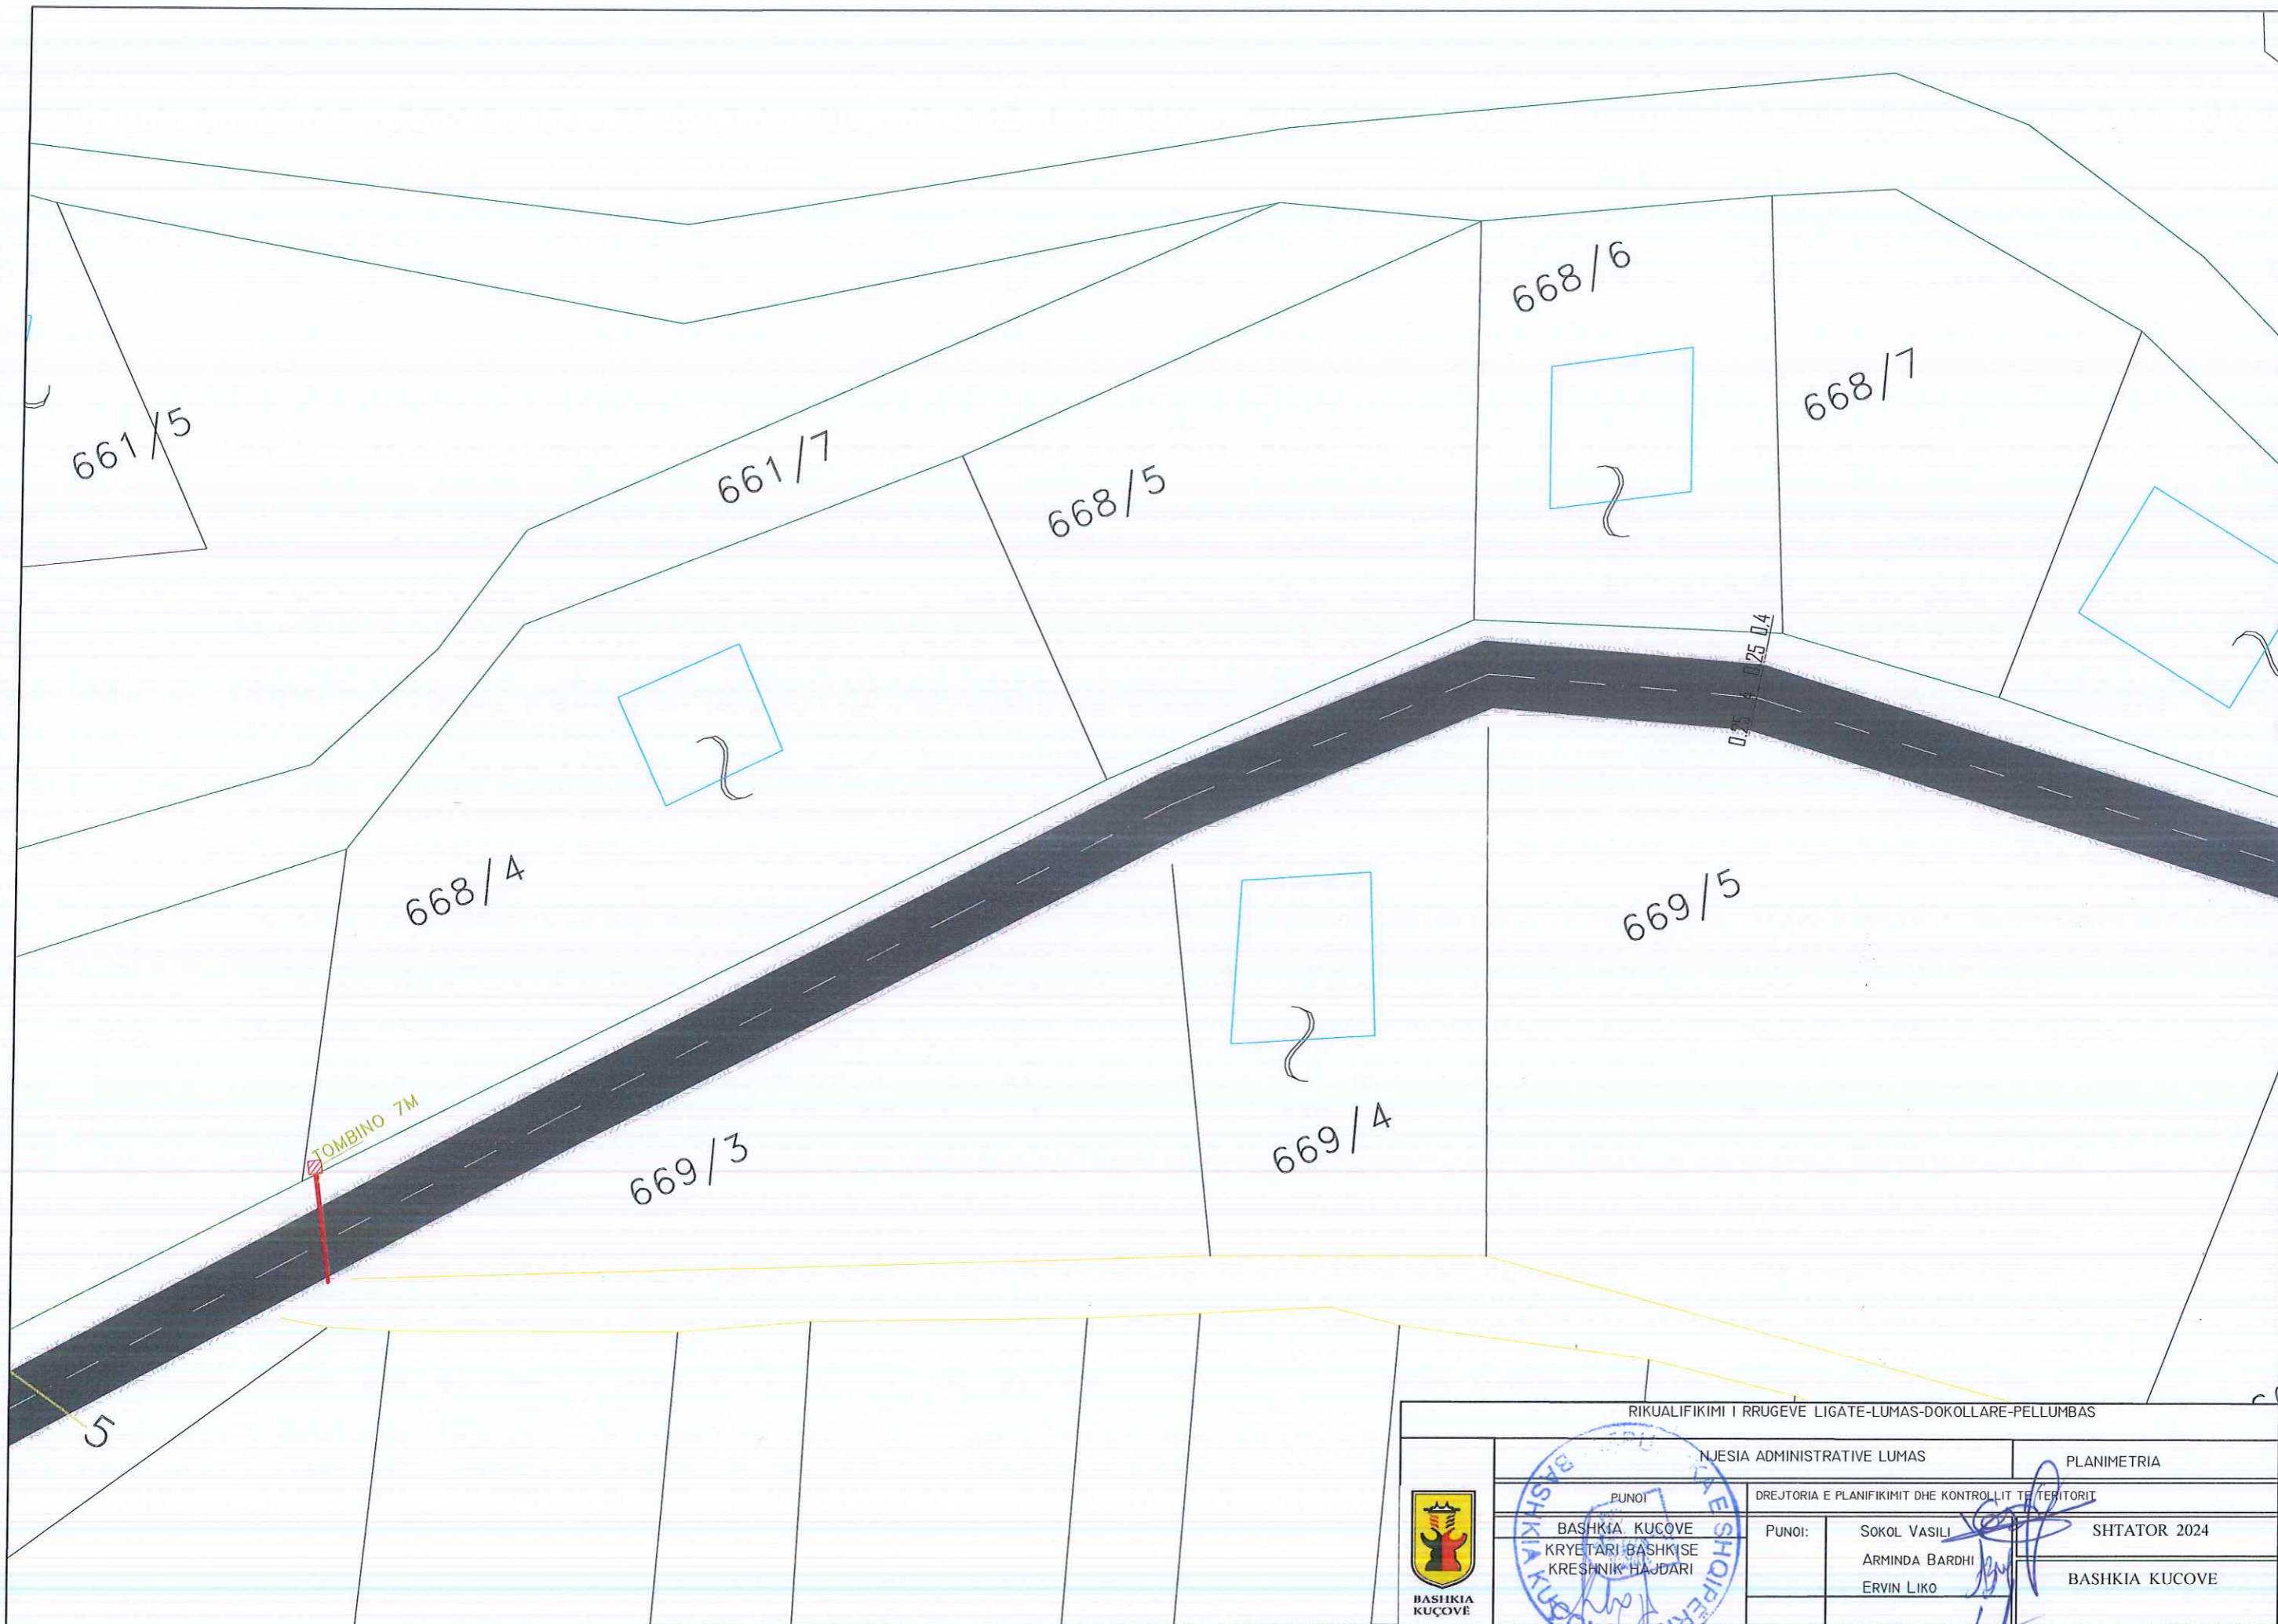 668/6
668/7
661/5
661/7
668/5
0.25 4 0.25 0.4
668/4
669/5
TOMBINO 7M
669/3
669/4
5
RIKUALIFIKIMI I RRUGEVE LIGATE-LUMAS-DOKOLLARE-PELLUMBAS
NJESIA ADMINISTRATIVE LUMAS
PLANIMETRIA
PUNOI
DREJTORIA E PLANIFIKIMIT DHE KONTROLLIT TE TERITORIT
BASHKIA KUCOVE
KRYETARI BASHKISE
KRESHNIK HAJDARI
PUNOI:
SOKOL VASILI
ARMINDA BARDHI
ERVIN LIKO
SHTATOR 2024
BASHKIA KUCOVE
BASHKIA
KUÇOVË